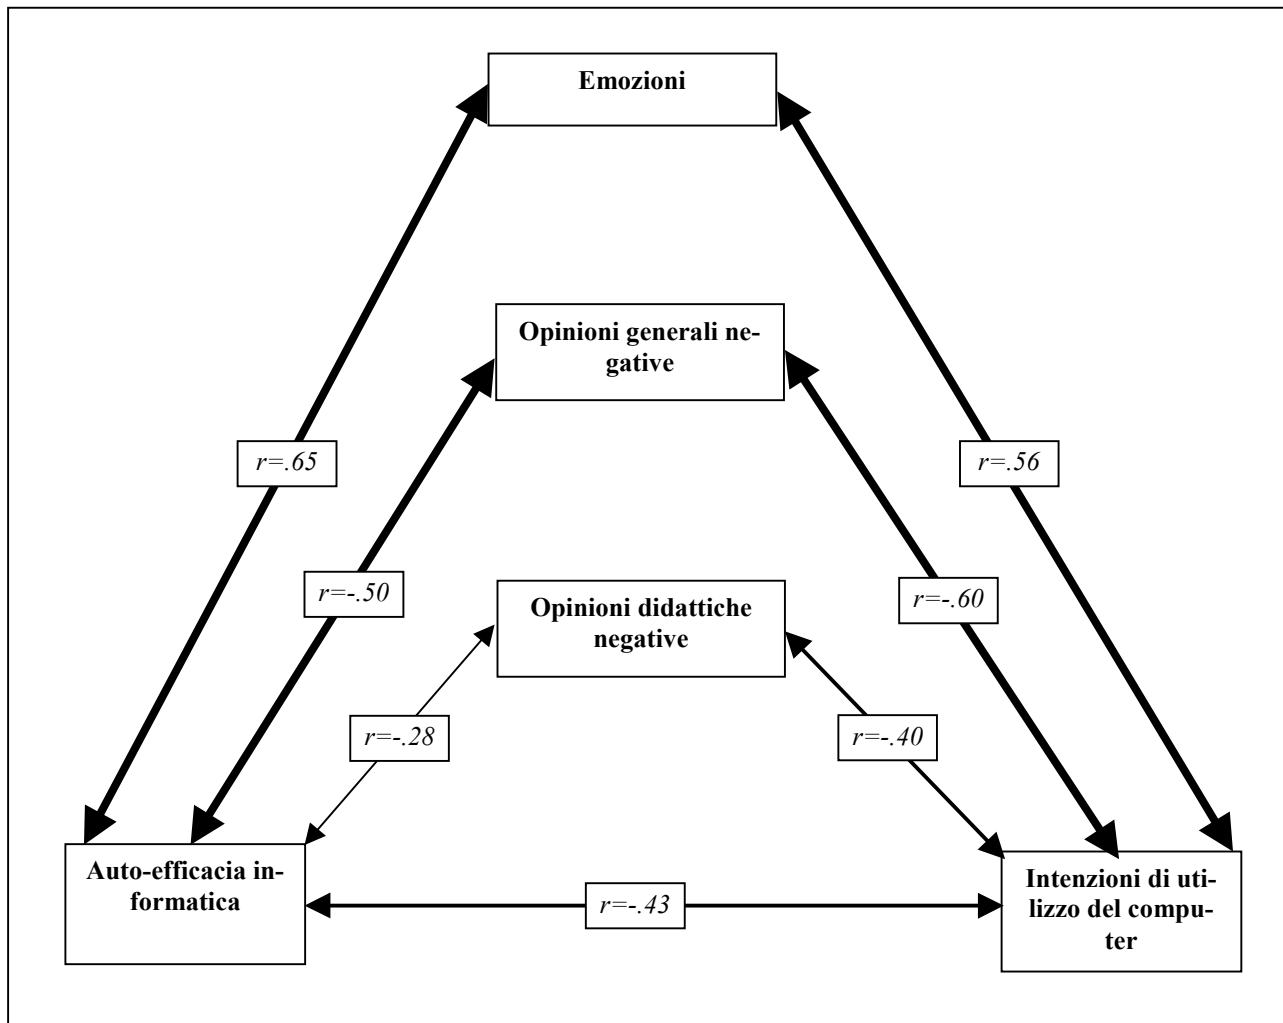 Emozioni
Opinioni generali ne-
gative
r=.65
r=.56
r=-.50
r=-.60
Opinioni didattiche
negative
r=-.28
r=-.40
Auto-efficacia in-
formatica
r=-.43
Intenzioni di uti-
lizzo del compu-
ter